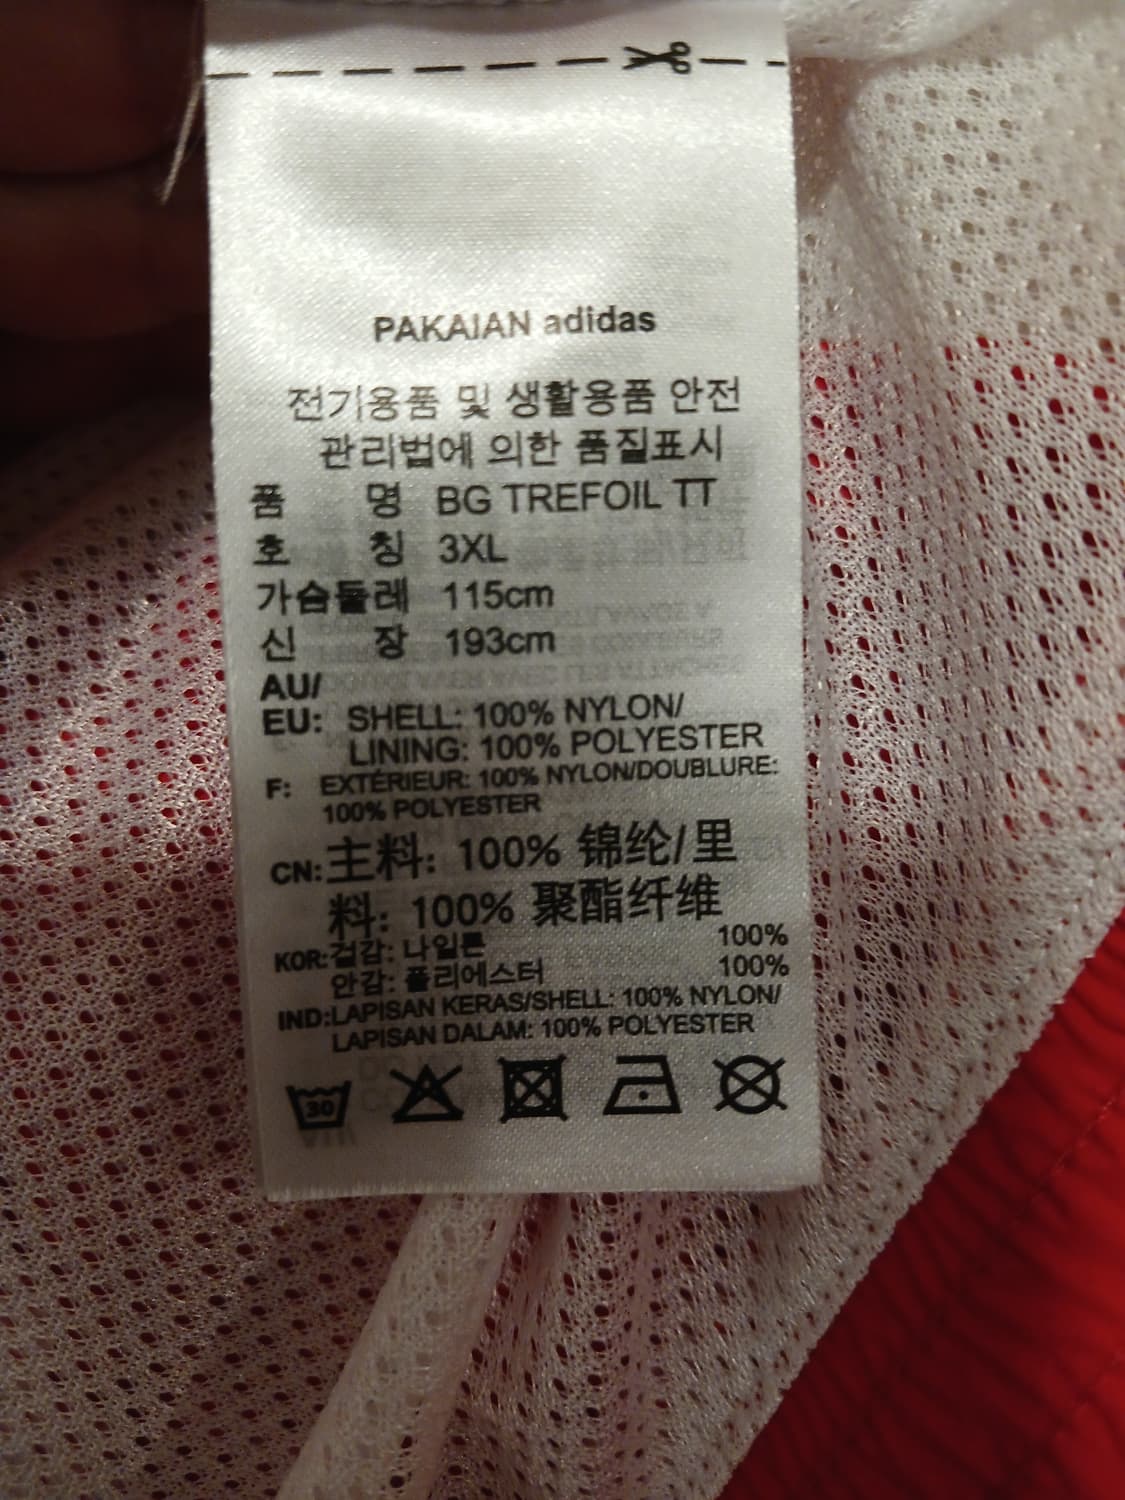 PAKAIAN adidas
전기용품 및 생활용품 안전
관리법에 의한 품질표시
품 명 BG TREFOIL TT
호 칭 3XL
가슴둘레 115cm
신 장 193cm
AU/
EU: SHELL: 100% NYLON/
LINING: 100% POLYESTER
F: EXTÉRIEUR: 100% NYLON/DOUBLURE:
100% POLYESTER
CN: 主料: 100% 锦纶/里
料: 100% 聚酯纤维
KOR: 겉감: 나일론 100%
안감: 폴리에스터 100%
IND: LAPISAN KERAS/SHELL: 100% NYLON/
LAPISAN DALAM: 100% POLYESTER
30